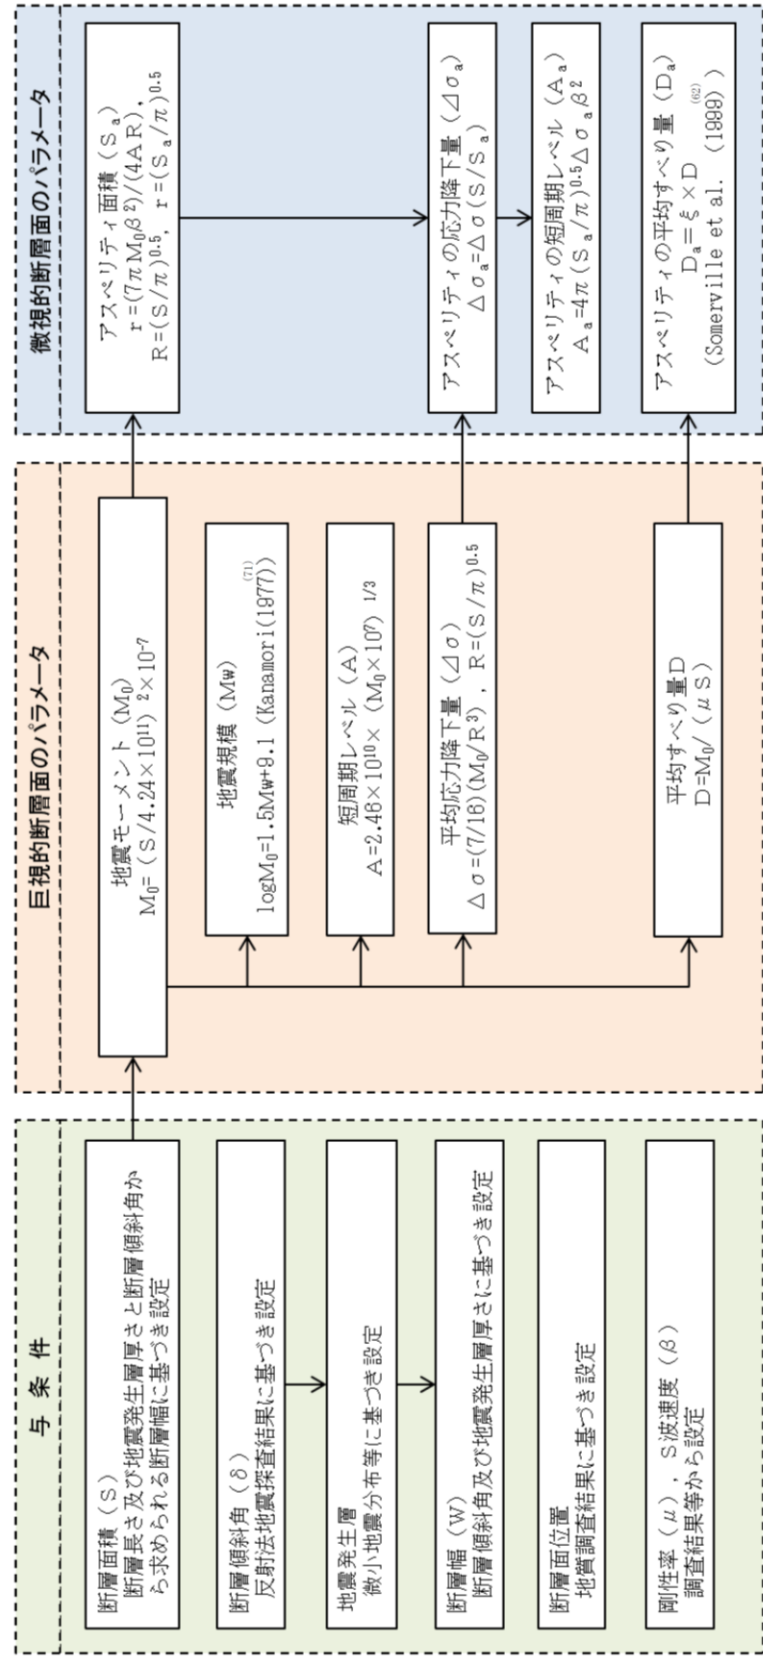 与 条 件
断層面積（S）
断層長さ及び地震発生層厚さと断層傾斜角か
ら求められる断層幅に基づき設定
断層傾斜角（δ）
反射法地震探査結果に基づき設定
地震発生層
微小地震分布等に基づき設定
断層幅（W）
断層傾斜角及び地震発生層厚さに基づき設定
断層面位置
地質調査結果に基づき設定
剛性率（μ），S波速度（β）
調査結果等から設定
巨視的断層面のパラメータ
地震モーメント（M₀）
M₀=（S/4.24×10¹¹）²×10⁻⁷
地震規模（Mw）
logM₀=1.5Mw+9.1 (Kanamori(1977)⁽⁷¹⁾)
短周期レベル（A）
A=2.46×10¹⁰×（M₀×10⁷）^1/3
平均応力降下量（Δσ）
Δσ=(7/16)(M₀/R³)，R=(S/π)^0.5
平均すべり量D
D=M₀/（μS）
微視的断層面のパラメータ
アスペリティ面積（Sₐ）
r=(7πM₀β²)/(4AR)，
R=(S/π)^0.5，r=(Sₐ/π)^0.5
アスペリティの応力降下量（Δσₐ）
Δσₐ=Δσ(S/Sₐ)
アスペリティの短周期レベル（Aₐ）
Aₐ=4π(Sₐ/π)^0.5Δσₐβ²
アスペリティの平均すべり量（Dₐ）
Dₐ=ξ×D
(Somerville et al.（1999）⁽⁶²⁾)